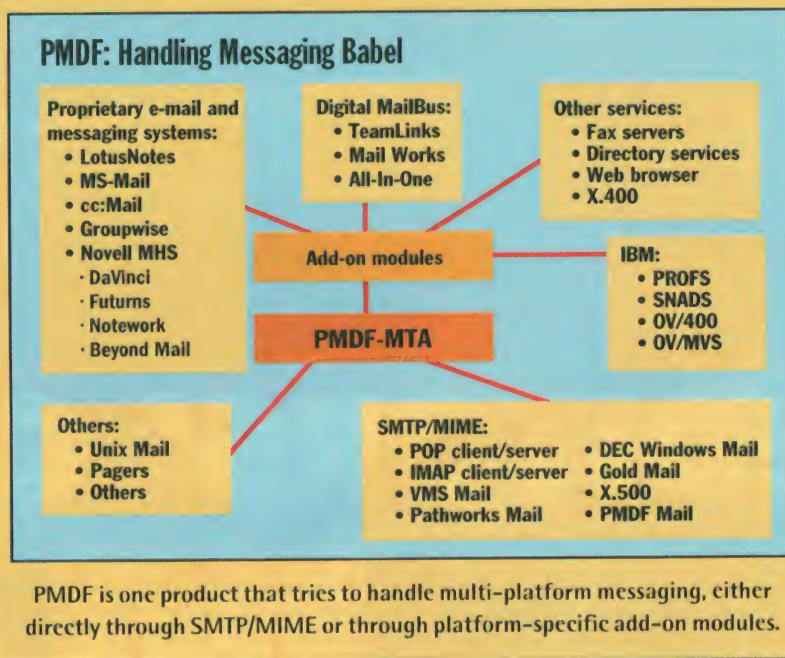 PMDF: Handling Messaging Babel
Proprietary e-mail and
messaging systems:
• LotusNotes
• MS-Mail
• cc:Mail
• Groupwise
• Novell MHS
· DaVinci
· Futurns
· Notework
· Beyond Mail
Digital MailBus:
• TeamLinks
• Mail Works
• All-In-One
Other services:
• Fax servers
• Directory services
• Web browser
• X.400
Add-on modules
IBM:
• PROFS
• SNADS
• OV/400
• OV/MVS
PMDF-MTA
Others:
• Unix Mail
• Pagers
• Others
SMTP/MIME:
• POP client/server
• IMAP client/server
• VMS Mail
• Pathworks Mail
• DEC Windows Mail
• Gold Mail
• X.500
• PMDF Mail
PMDF is one product that tries to handle multi-platform messaging, either
directly through SMTP/MIME or through platform-specific add-on modules.